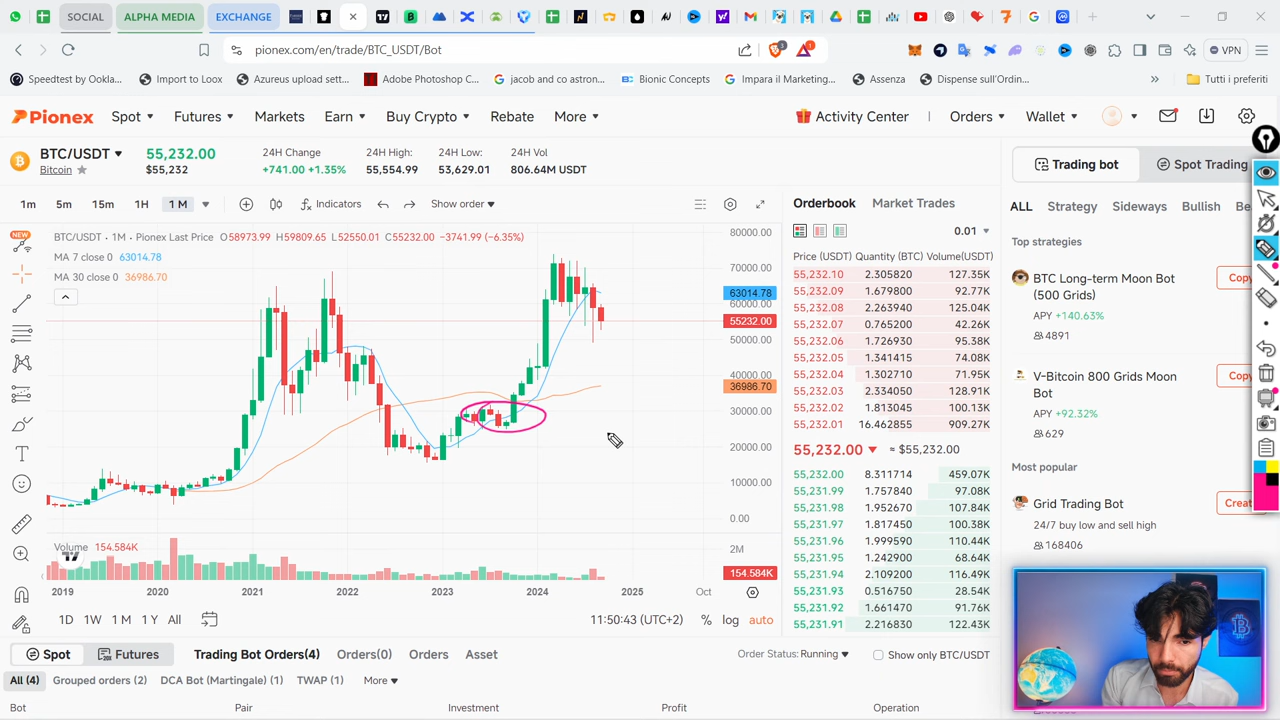 SOCIAL ALPHA MEDIA EXCHANGE
pionex.com/en/trade/BTC_USDT/Bot VPN
Speedtest by Ookla... Import to Loox Azureus upload sett... Adobe Photoshop C... jacob and co astron... Bionic Concepts Impara il Marketing... Assenza Dispense sull'Ordin... » Tutti i preferiti
Pionex Spot Futures Markets Earn Buy Crypto Rebate More Activity Center Orders Wallet
BTC/USDT 55,232.00 24H Change 24H High: 24H Low: 24H Vol
Bitcoin $55,232 +741.00 +1.35% 55,554.99 53,629.01 806.64M USDT
Trading bot Spot Trading
1m 5m 15m 1H 1 M Indicators Show order
Orderbook Market Trades
ALL Strategy Sideways Bullish Be
0.01
NEW
BTC/USDT · 1M · Pionex Last Price O58973.99 H59809.65 L52550.01 C55232.00 −3741.99 (−6.35%)
MA 7 close 0 63014.78
MA 30 close 0 36986.70
80000.00
70000.00
63014.78
60000.00
55232.00
50000.00
40000.00
36986.70
30000.00
20000.00
10000.00
0.00
Volume 154.584K
2M
154.584K
2019 2020 2021 2022 2023 2024 2025 Oct
1D 1W 1 M 1 Y All 11:50:43 (UTC+2) % log auto
Price (USDT) Quantity (BTC) Volume(USDT)
55,232.10 2.305820 127.35K
55,232.09 1.679800 92.77K
55,232.08 2.263940 125.04K
55,232.07 0.765200 42.26K
55,232.06 1.726930 95.38K
55,232.05 1.341415 74.08K
55,232.04 1.302710 71.95K
55,232.03 2.334050 128.91K
55,232.02 1.813045 100.13K
55,232.01 16.462855 909.27K
55,232.00 ≈ $55,232.00
55,232.00 8.311714 459.07K
55,231.99 1.757840 97.08K
55,231.98 1.952670 107.84K
55,231.97 1.817450 100.38K
55,231.96 1.999590 110.44K
55,231.95 1.242900 68.64K
55,231.94 2.109200 116.49K
55,231.93 0.516750 28.54K
55,231.92 1.661470 91.76K
55,231.91 2.216830 122.43K
Top strategies
BTC Long-term Moon Bot
(500 Grids)
Copy
APY +140.63%
4891
V-Bitcoin 800 Grids Moon
Bot
Copy
APY +92.32%
629
Most popular
Grid Trading Bot
Creat
24/7 buy low and sell high
168406
Spot Futures Trading Bot Orders(4) Orders(0) Orders Asset Order Status: Running Show only BTC/USDT
All (4) Grouped orders (2) DCA Bot (Martingale) (1) TWAP (1) More
Bot Pair Investment Profit Operation